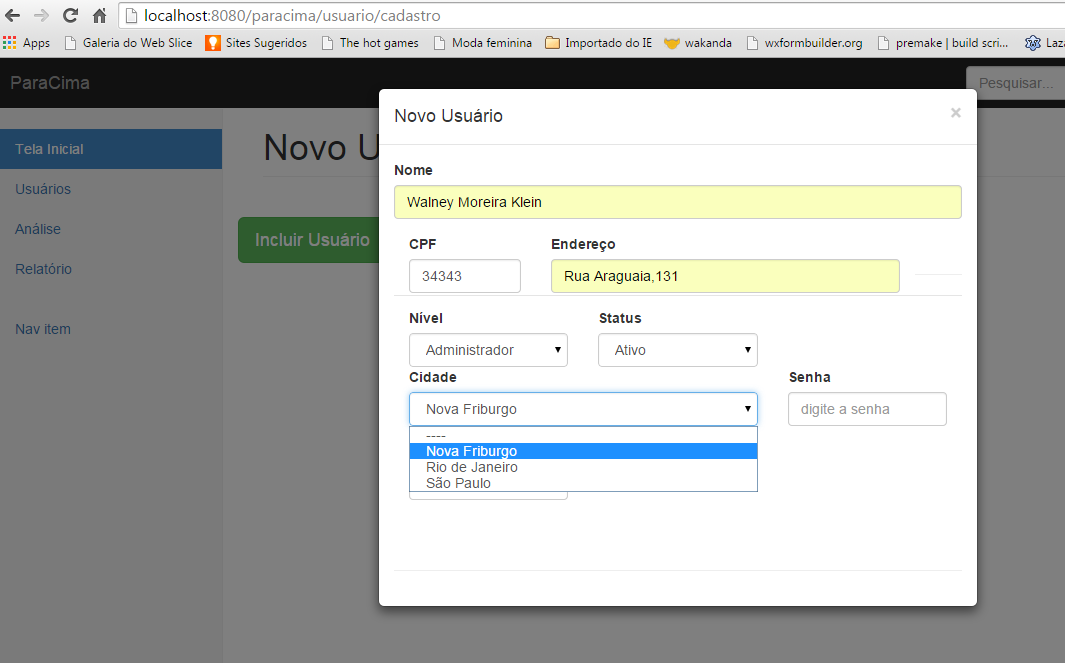 localhost:8080/paracima/usuario/cadastro
Apps Galeria do Web Slice Sites Sugeridos The hot games Moda feminina Importado do IE wakanda wxformbuilder.org premake | build scri... Laz
ParaCima
Pesquisar...
Tela Inicial
Usuários
Análise
Relatório
Nav item
Novo U
Incluir Usuário
Novo Usuário ×
Nome
Walney Moreira Klein
CPF Endereço
34343 Rua Araguaia,131
Nível Status
Administrador Ativo
Cidade Senha
Nova Friburgo digite a senha
----
Nova Friburgo
Rio de Janeiro
São Paulo